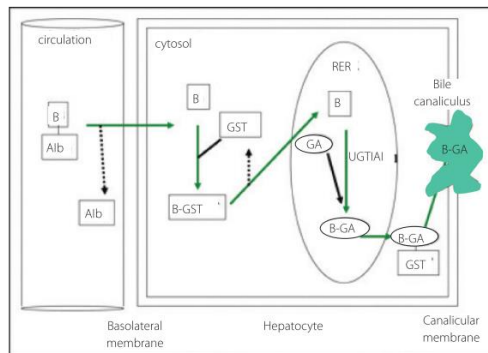 circulation
cytosol
RER
Bile
canaliculus
B
Alb
B
GST
B
GA
UGTIAI
B-GA
Alb
B-GST
B-GA
B-GA
GST
Basolateral
membrane
Hepatocyte
Canalicular
membrane